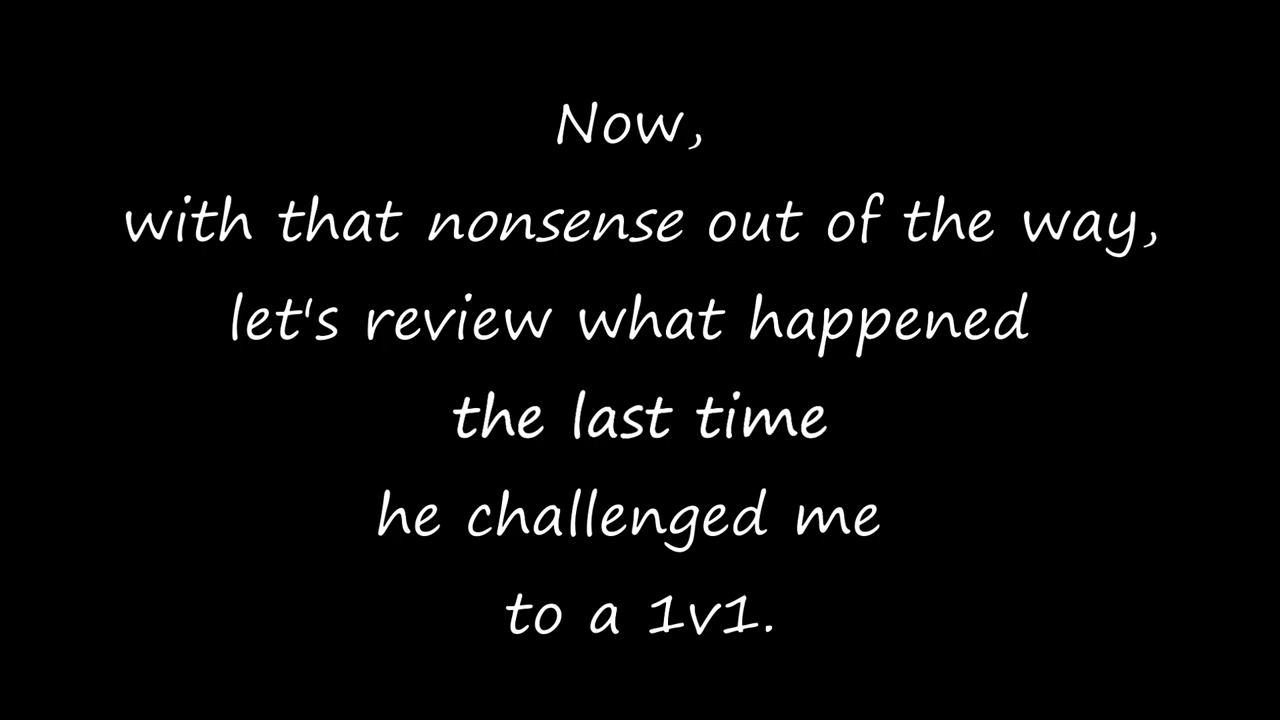 Now,
with that nonsense out of the way,
let's review what happened
the last time
he challenged me
to a 1v1.